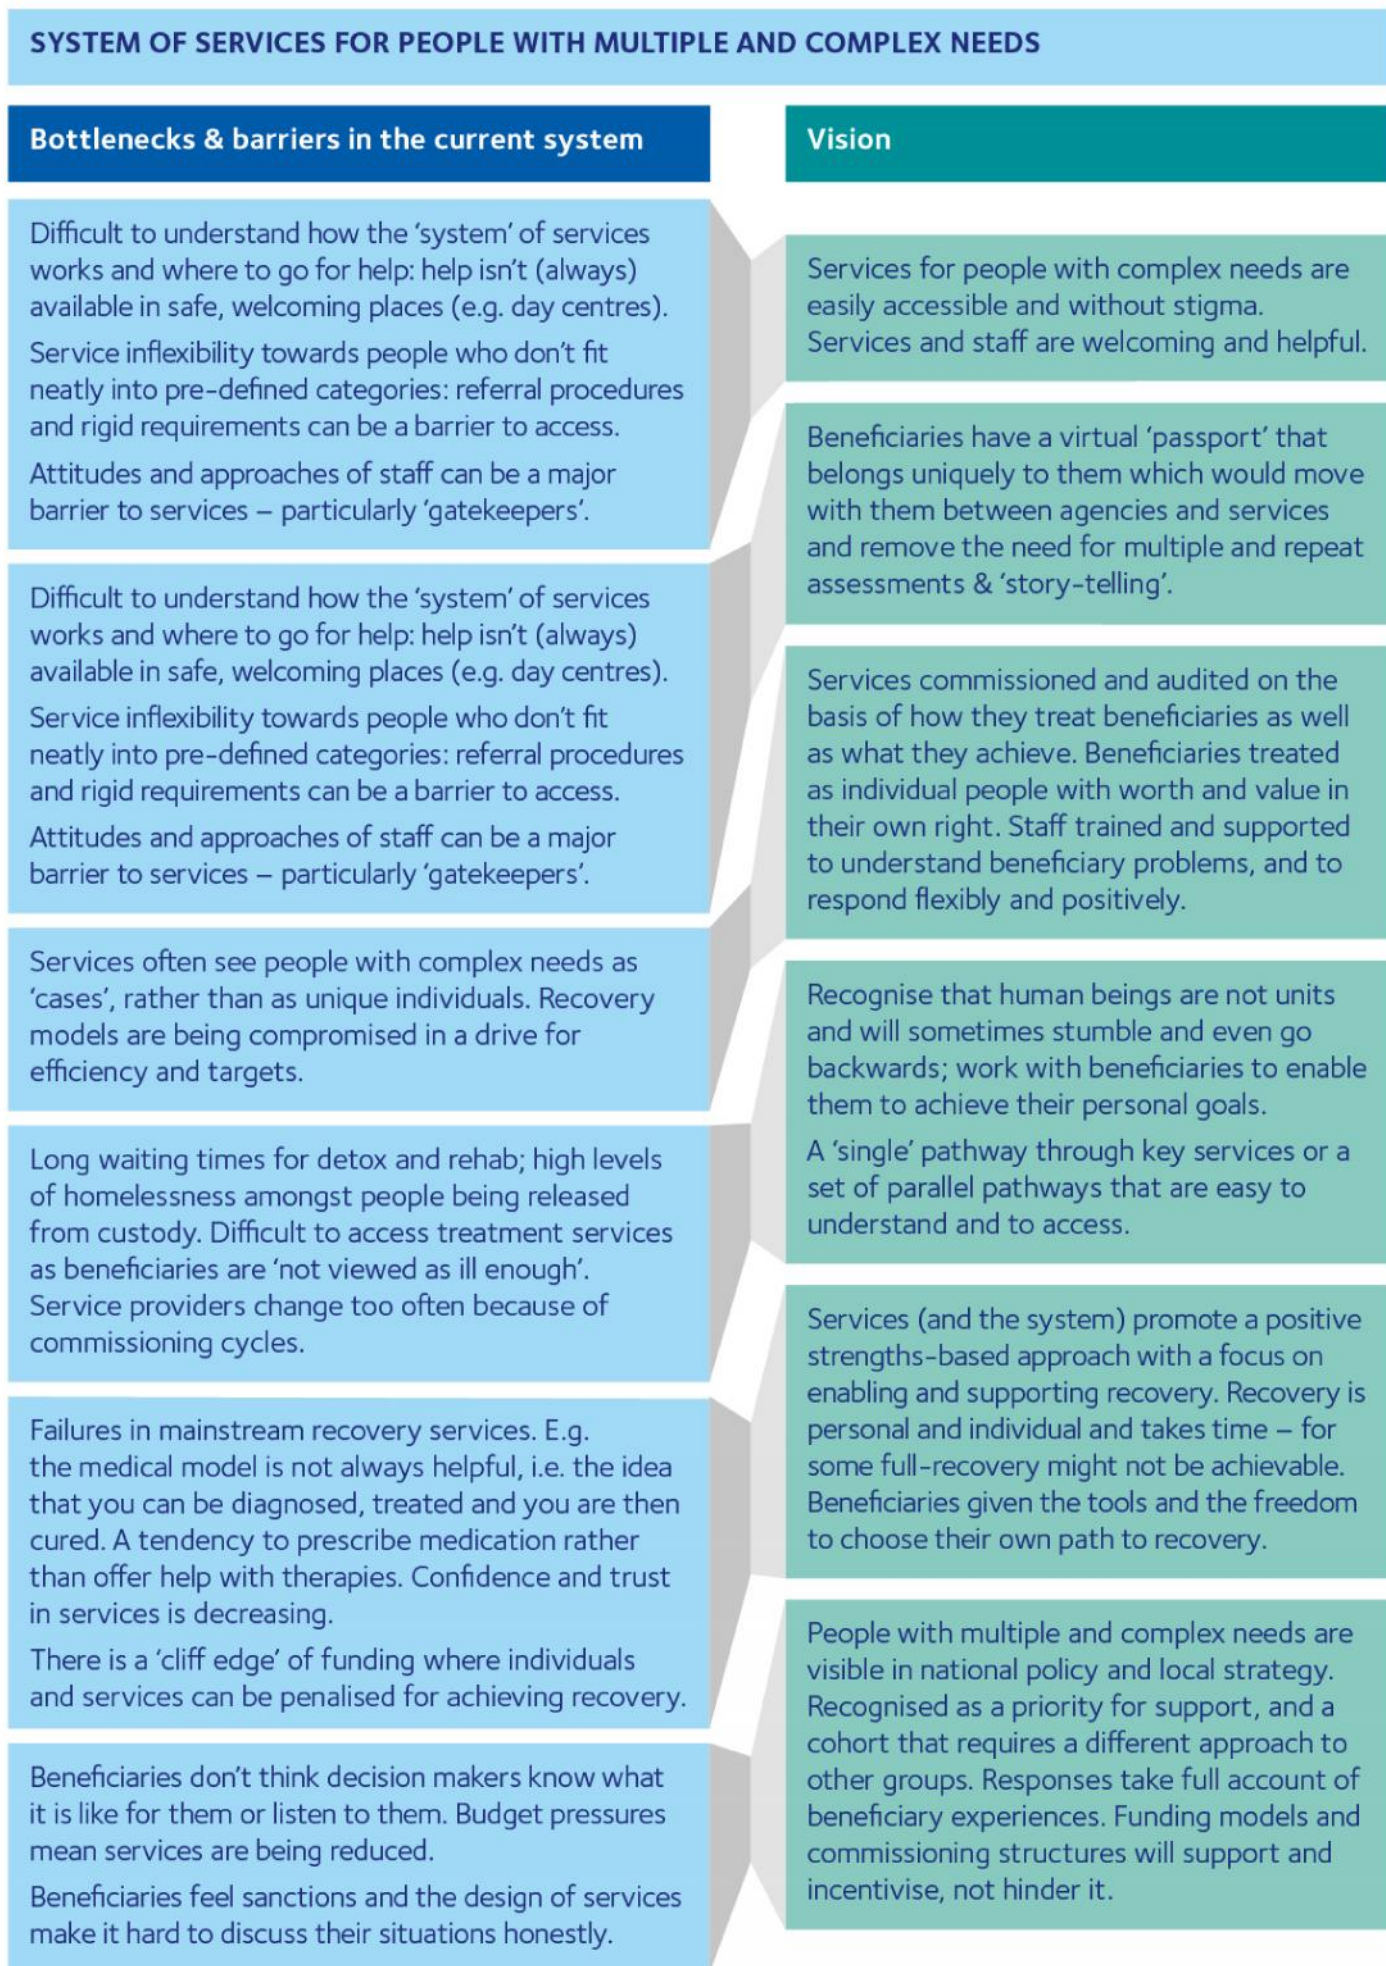 SYSTEM OF SERVICES FOR PEOPLE WITH MULTIPLE AND COMPLEX NEEDS
Bottlenecks & barriers in the current system
Difficult to understand how the ‘system’ of services
works and where to go for help: help isn’t (always)
available in safe, welcoming places (e.g. day centres).
Service inflexibility towards people who don’t fit
neatly into pre-defined categories: referral procedures
and rigid requirements can be a barrier to access.
Attitudes and approaches of staff can be a major
barrier to services – particularly ‘gatekeepers’.
Difficult to understand how the ‘system’ of services
works and where to go for help: help isn’t (always)
available in safe, welcoming places (e.g. day centres).
Service inflexibility towards people who don’t fit
neatly into pre-defined categories: referral procedures
and rigid requirements can be a barrier to access.
Attitudes and approaches of staff can be a major
barrier to services – particularly ‘gatekeepers’.
Services often see people with complex needs as
‘cases’, rather than as unique individuals. Recovery
models are being compromised in a drive for
efficiency and targets.
Long waiting times for detox and rehab; high levels
of homelessness amongst people being released
from custody. Difficult to access treatment services
as beneficiaries are ‘not viewed as ill enough’.
Service providers change too often because of
commissioning cycles.
Failures in mainstream recovery services. E.g.
the medical model is not always helpful, i.e. the idea
that you can be diagnosed, treated and you are then
cured. A tendency to prescribe medication rather
than offer help with therapies. Confidence and trust
in services is decreasing.
There is a ‘cliff edge’ of funding where individuals
and services can be penalised for achieving recovery.
Beneficiaries don’t think decision makers know what
it is like for them or listen to them. Budget pressures
mean services are being reduced.
Beneficiaries feel sanctions and the design of services
make it hard to discuss their situations honestly.
Vision
Services for people with complex needs are
easily accessible and without stigma.
Services and staff are welcoming and helpful.
Beneficiaries have a virtual ‘passport’ that
belongs uniquely to them which would move
with them between agencies and services
and remove the need for multiple and repeat
assessments & ‘story-telling’.
Services commissioned and audited on the
basis of how they treat beneficiaries as well
as what they achieve. Beneficiaries treated
as individual people with worth and value in
their own right. Staff trained and supported
to understand beneficiary problems, and to
respond flexibly and positively.
Recognise that human beings are not units
and will sometimes stumble and even go
backwards; work with beneficiaries to enable
them to achieve their personal goals.
A ‘single’ pathway through key services or a
set of parallel pathways that are easy to
understand and to access.
Services (and the system) promote a positive
strengths-based approach with a focus on
enabling and supporting recovery. Recovery is
personal and individual and takes time – for
some full-recovery might not be achievable.
Beneficiaries given the tools and the freedom
to choose their own path to recovery.
People with multiple and complex needs are
visible in national policy and local strategy.
Recognised as a priority for support, and a
cohort that requires a different approach to
other groups. Responses take full account of
beneficiary experiences. Funding models and
commissioning structures will support and
incentivise, not hinder it.